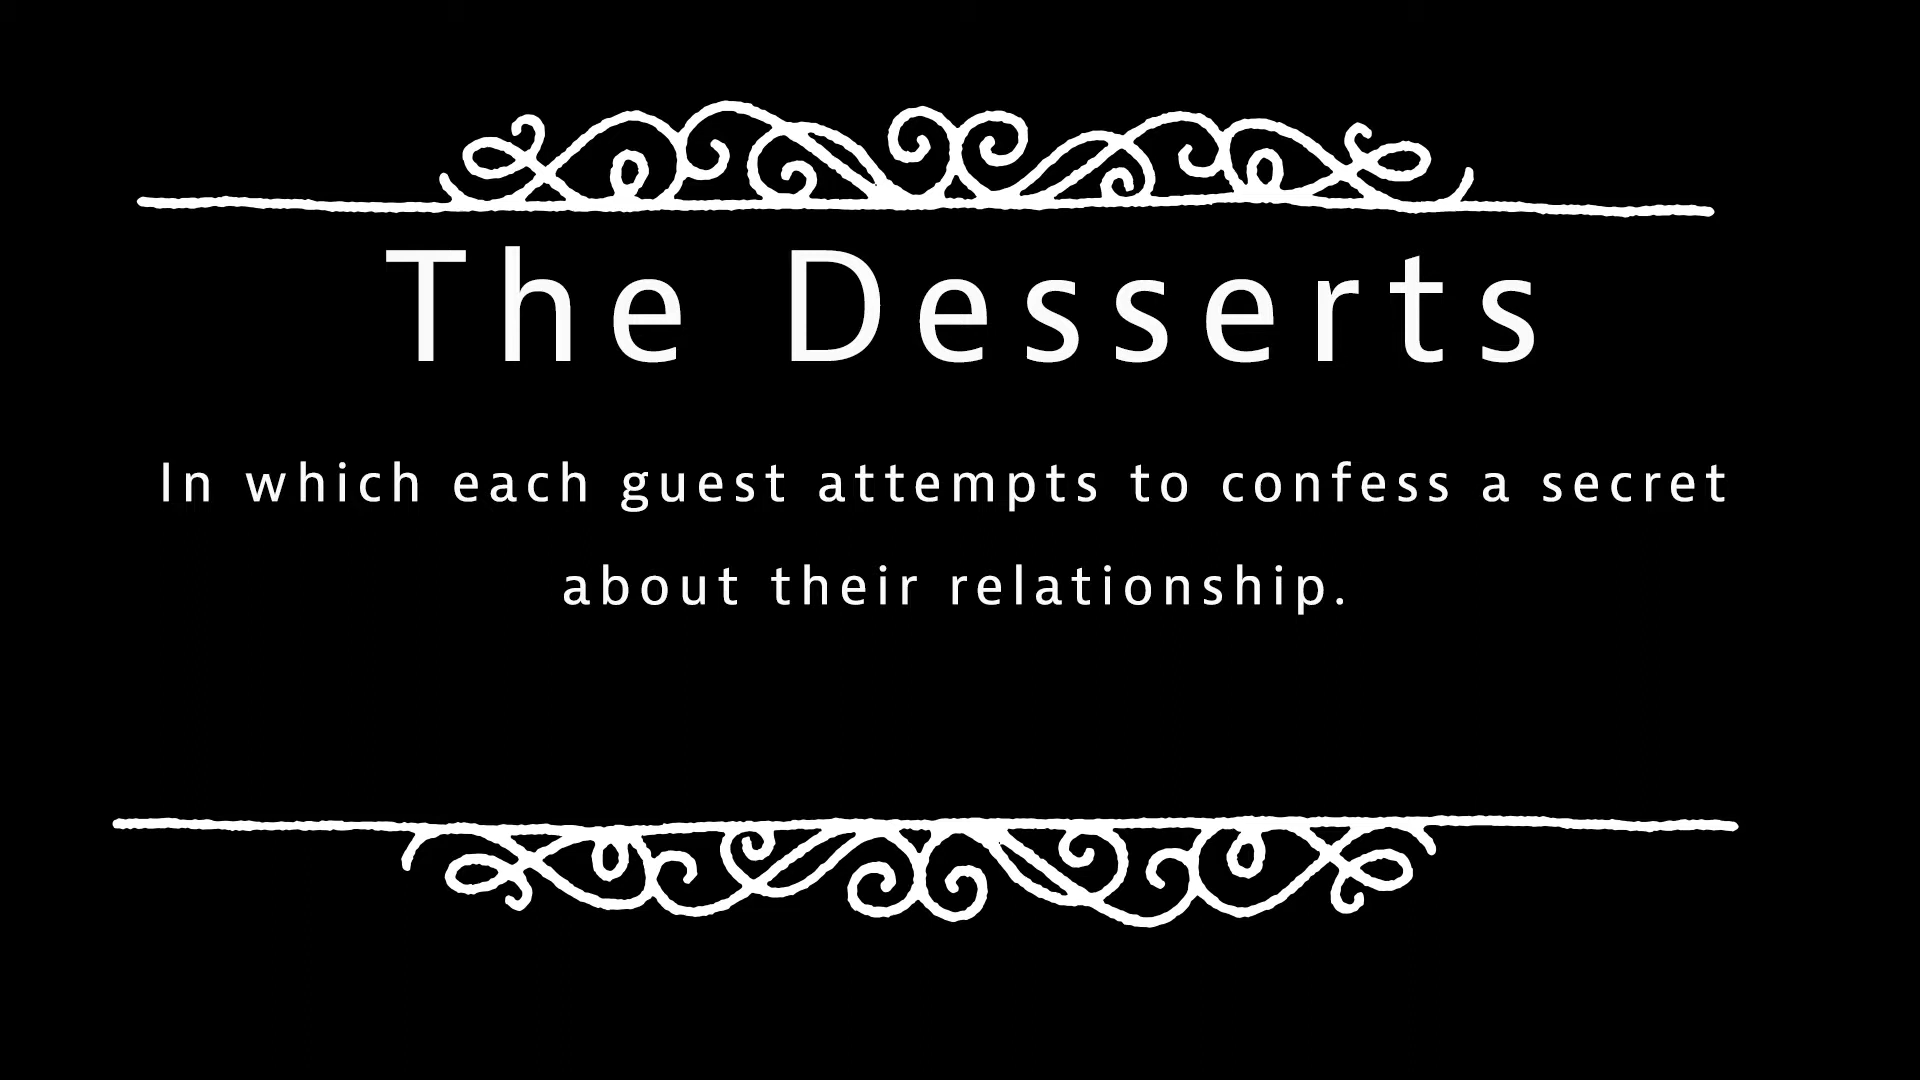 The Desserts
In which each guest attempts to confess a secret
about their relationship.